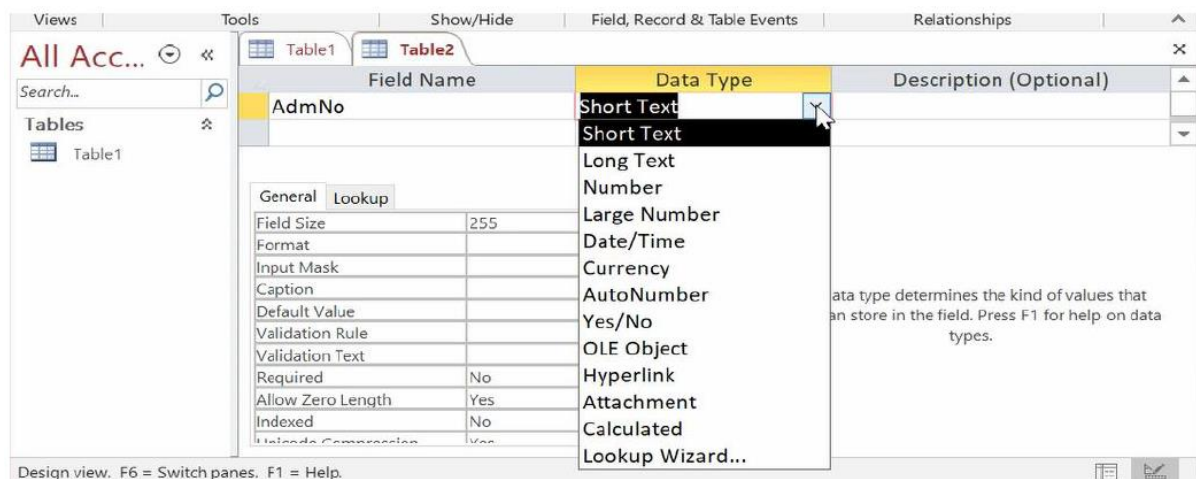 Views Tools Show/Hide Field, Record & Table Events Relationships
All Acc...
Table1 Table2
Search...
Field Name Data Type Description (Optional)
AdmNo Short Text
Tables
Table1
Short Text
Long Text
Number
Large Number
Date/Time
Currency
AutoNumber
Yes/No
OLE Object
Hyperlink
Attachment
Calculated
Lookup Wizard...
General Lookup
Field Size 255
Format
Input Mask
Caption
Default Value
Validation Rule
Validation Text
Required No
Allow Zero Length Yes
Indexed No
Unicode Compression Yes
ata type determines the kind of values that
an store in the field. Press F1 for help on data
types.
Design view. F6 = Switch panes. F1 = Help.